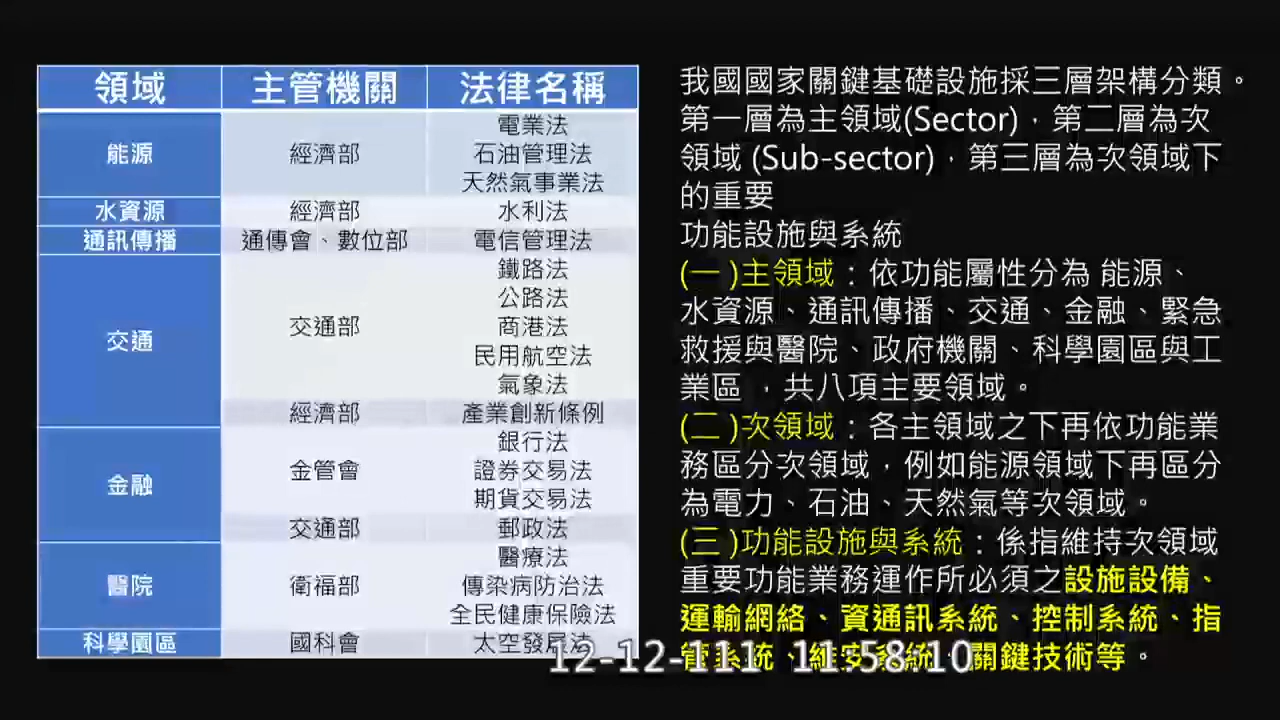 領域 主管機關 法律名稱
電業法
能源 經濟部 石油管理法
天然氣事業法
水資源 經濟部 水利法
通訊傳播 通傳會、數位部 電信管理法
鐵路法
公路法
交通 交通部 商港法
民用航空法
氣象法
經濟部 產業創新條例
銀行法
金融 金管會 證券交易法
期貨交易法
交通部 郵政法
醫療法
醫院 衛福部 傳染病防治法
全民健康保險法
科學園區 國科會 太空發展法
我國國家關鍵基礎設施採三層架構分類。
第一層為主領域(Sector),第二層為次
領域 (Sub-sector),第三層為次領域下
的重要
功能設施與系統
(一)主領域:依功能屬性分為 能源、
水資源、通訊傳播、交通、金融、緊急
救援與醫院、政府機關、科學園區與工
業區 ,共八項主要領域。
(二)次領域:各主領域之下再依功能業
務區分次領域,例如能源領域下再區分
為電力、石油、天然氣等次領域。
(三)功能設施與系統:係指維持次領域
重要功能業務運作所必須之設施設備、
運輸網絡、資通訊系統、控制系統、指
管系統、維安系統、關鍵技術等。
12-12-111 11:58:10